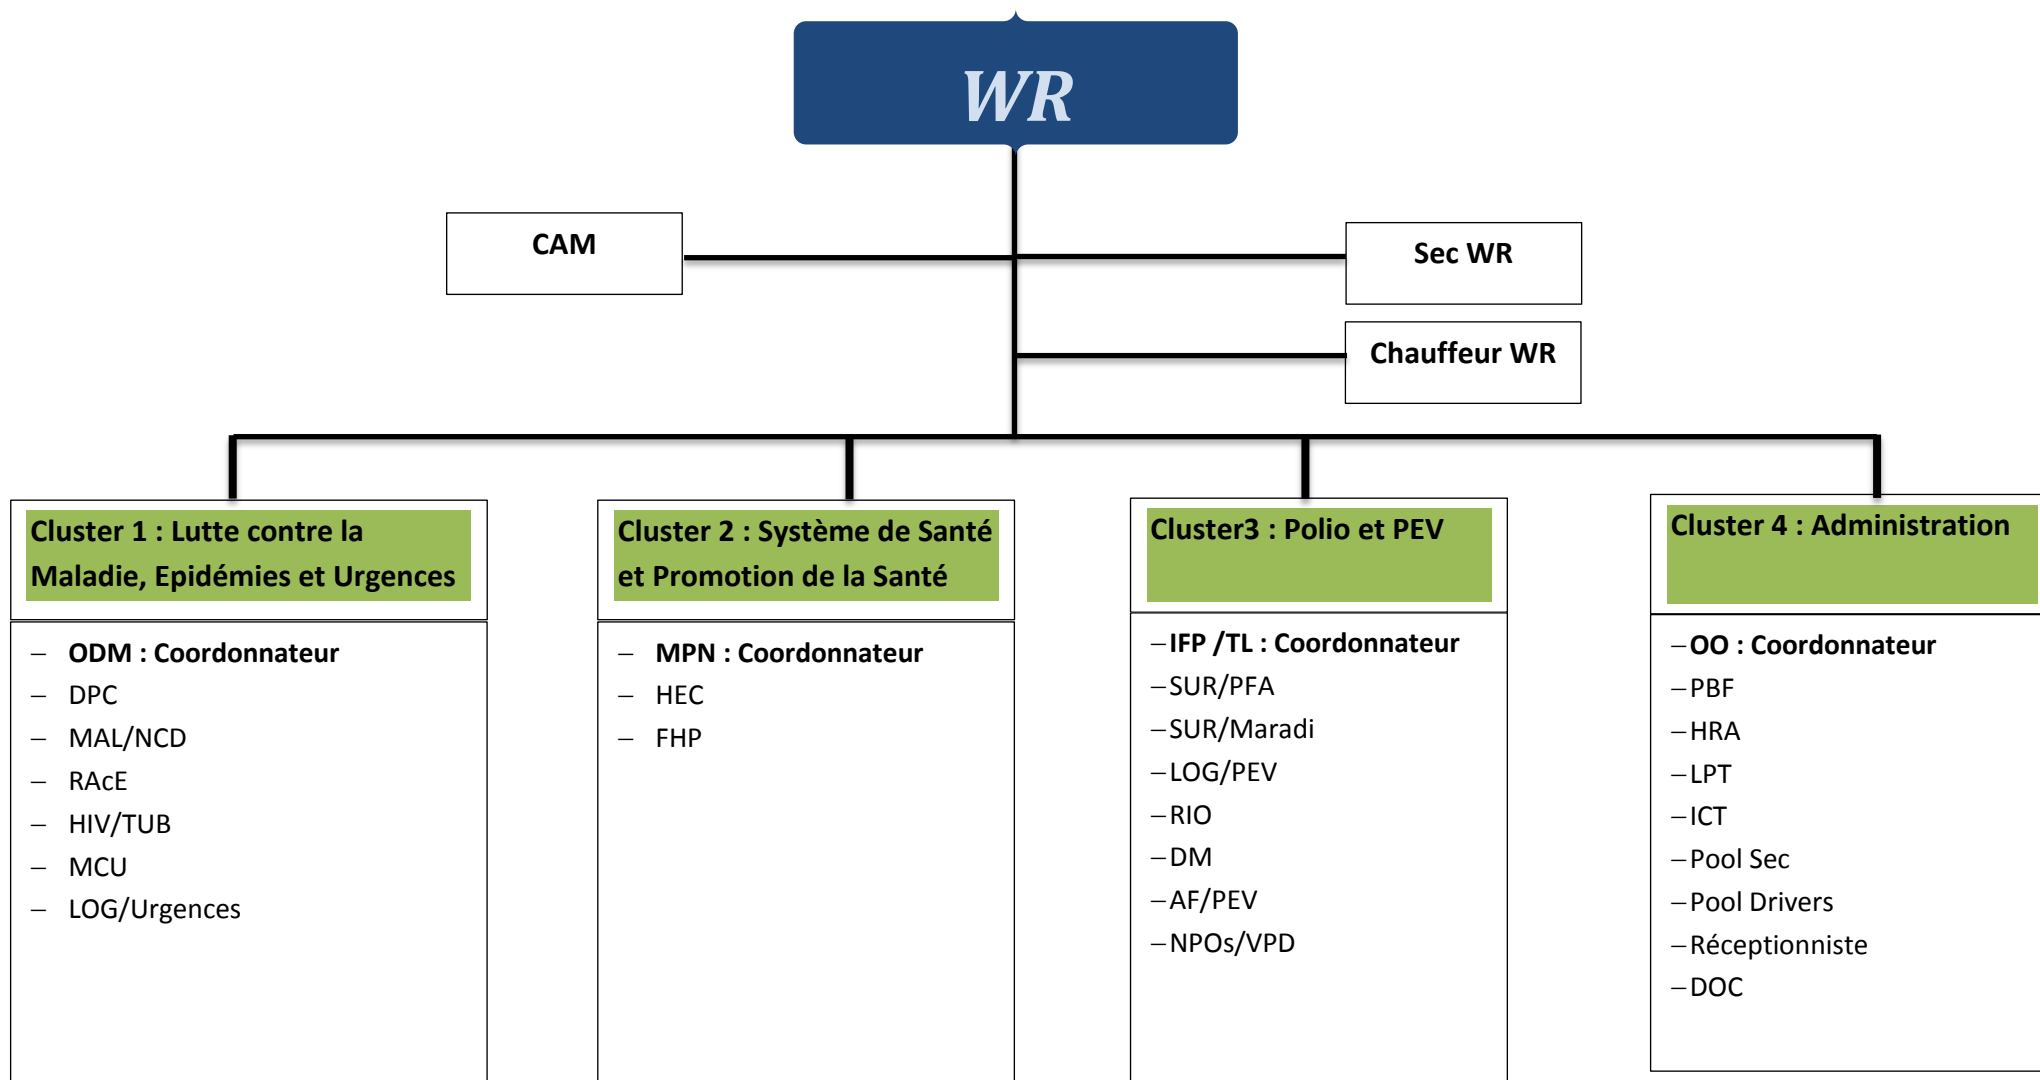 WR
CAM
Sec WR
Chauffeur WR
Cluster 1 : Lutte contre la
Maladie, Epidémies et Urgences
– ODM : Coordonnateur
– DPC
– MAL/NCD
– RAcE
– HIV/TUB
– MCU
– LOG/Urgences
Cluster 2 : Système de Santé
et Promotion de la Santé
– MPN : Coordonnateur
– HEC
– FHP
Cluster3 : Polio et PEV
–IFP /TL : Coordonnateur
–SUR/PFA
–SUR/Maradi
–LOG/PEV
–RIO
–DM
–AF/PEV
–NPOs/VPD
Cluster 4 : Administration
–OO : Coordonnateur
–PBF
–HRA
–LPT
–ICT
–Pool Sec
–Pool Drivers
–Réceptionniste
–DOC